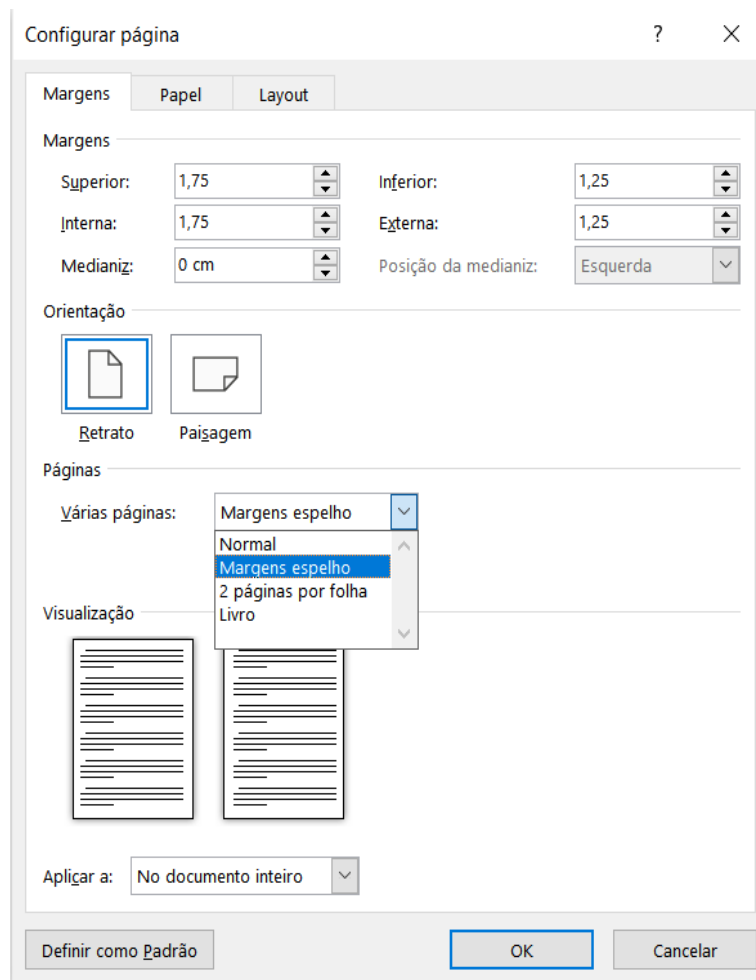 Configurar página ?
Margens Papel Layout
Margens
Superior: 1,75 Inferior: 1,25
Interna: 1,75 Externa: 1,25
Medianiz: 0 cm Posição da medianiz: Esquerda
Orientação
Retrato Paisagem
Páginas
Várias páginas: Margens espelho
Normal
Margens espelho
2 páginas por folha
Livro
Visualização
Aplicar a: No documento inteiro
Definir como Padrão OK Cancelar